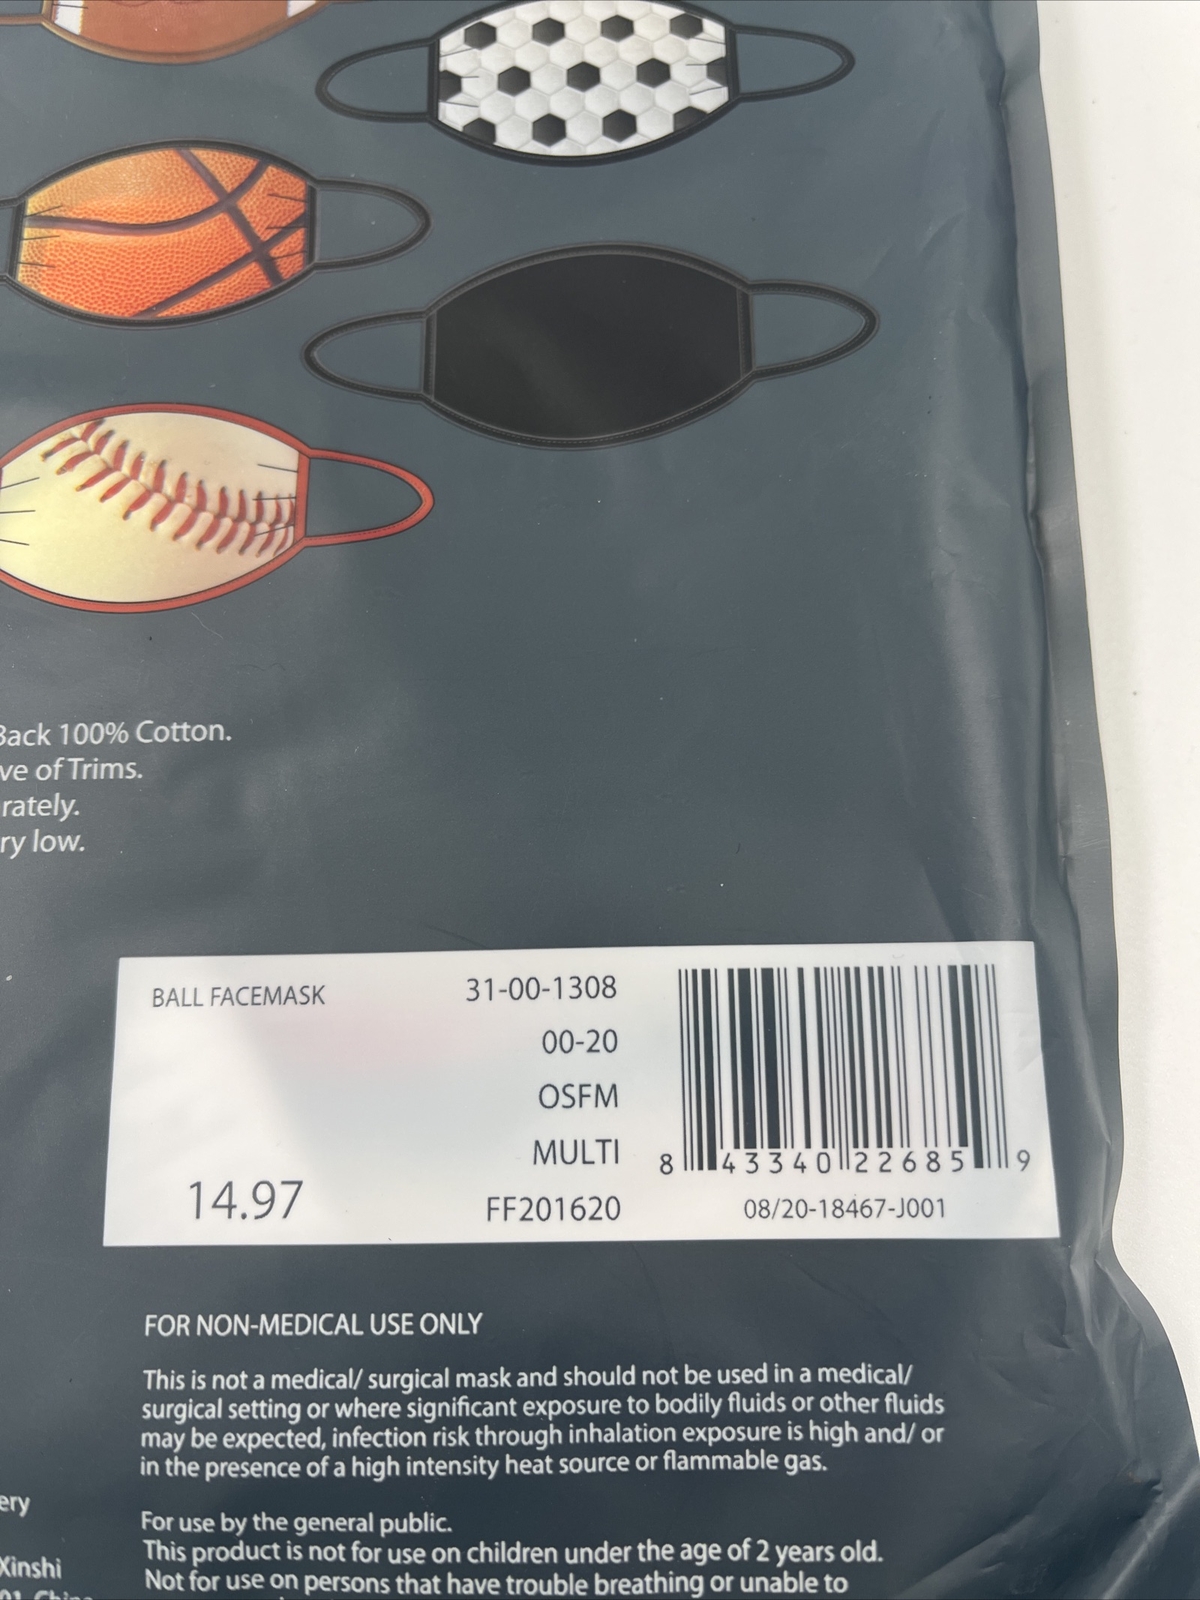 Back 100% Cotton.
ve of Trims.
rately.
ry low.
BALL FACEMASK
31-00-1308
00-20
OSFM
MULTI
14.97
FF201620
8 43340 22685 9
08/20-18467-J001
FOR NON-MEDICAL USE ONLY
This is not a medical/ surgical mask and should not be used in a medical/
surgical setting or where significant exposure to bodily fluids or other fluids
may be expected, infection risk through inhalation exposure is high and/ or
in the presence of a high intensity heat source or flammable gas.
ery
For use by the general public.
Xinshi
This product is not for use on children under the age of 2 years old.
Not for use on persons that have trouble breathing or unable to
China